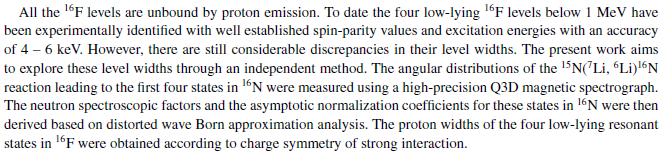 All the ¹⁶F levels are unbound by proton emission. To date the four low-lying ¹⁶F levels below 1 MeV have
been experimentally identified with well established spin-parity values and excitation energies with an accuracy
of 4 – 6 keV. However, there are still considerable discrepancies in their level widths. The present work aims
to explore these level widths through an independent method. The angular distributions of the ¹⁵N(⁷Li, ⁶Li)¹⁶N
reaction leading to the first four states in ¹⁶N were measured using a high-precision Q3D magnetic spectrograph.
The neutron spectroscopic factors and the asymptotic normalization coefficients for these states in ¹⁶N were then
derived based on distorted wave Born approximation analysis. The proton widths of the four low-lying resonant
states in ¹⁶F were obtained according to charge symmetry of strong interaction.